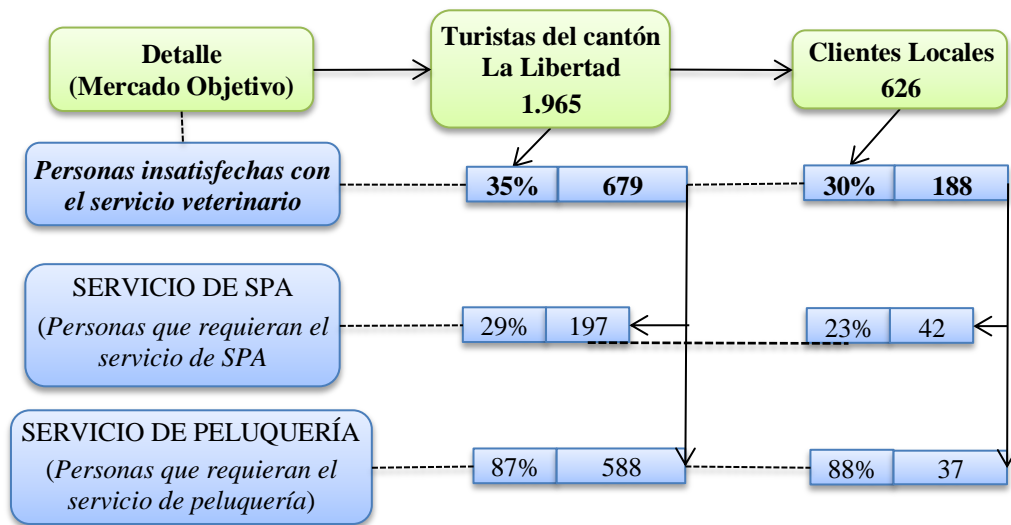 Detalle
(Mercado Objetivo)
Turistas del cantón
La Libertad
1.965
Clientes Locales
626
Personas insatisfechas con
el servicio veterinario
35% 679
30% 188
SERVICIO DE SPA
(Personas que requieran el
servicio de SPA
29% 197
23% 42
SERVICIO DE PELUQUERÍA
(Personas que requieran el
servicio de peluquería)
87% 588
88% 37